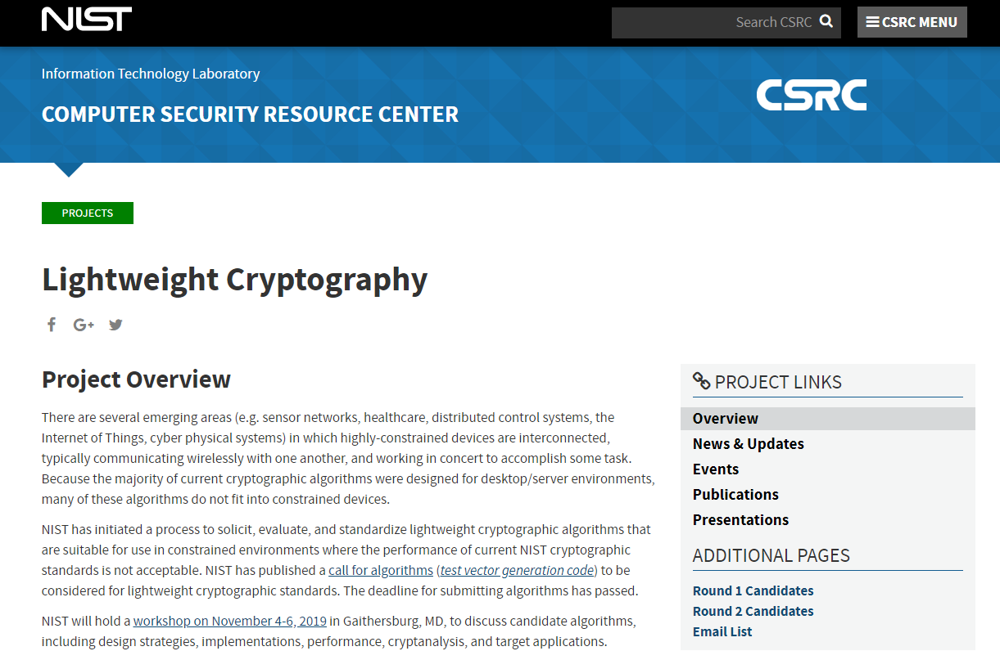 NIST
Search CSRC
CSRC MENU
Information Technology Laboratory
COMPUTER SECURITY RESOURCE CENTER
CSRC
PROJECTS
Lightweight Cryptography
f G+
Project Overview
There are several emerging areas (e.g. sensor networks, healthcare, distributed control systems, the
Internet of Things, cyber physical systems) in which highly-constrained devices are interconnected,
typically communicating wirelessly with one another, and working in concert to accomplish some task.
Because the majority of current cryptographic algorithms were designed for desktop/server environments,
many of these algorithms do not fit into constrained devices.
NIST has initiated a process to solicit, evaluate, and standardize lightweight cryptographic algorithms that
are suitable for use in constrained environments where the performance of current NIST cryptographic
standards is not acceptable. NIST has published a call for algorithms (test vector generation code) to be
considered for lightweight cryptographic standards. The deadline for submitting algorithms has passed.
NIST will hold a workshop on November 4-6, 2019 in Gaithersburg, MD, to discuss candidate algorithms,
including design strategies, implementations, performance, cryptanalysis, and target applications.
PROJECT LINKS
Overview
News & Updates
Events
Publications
Presentations
ADDITIONAL PAGES
Round 1 Candidates
Round 2 Candidates
Email List